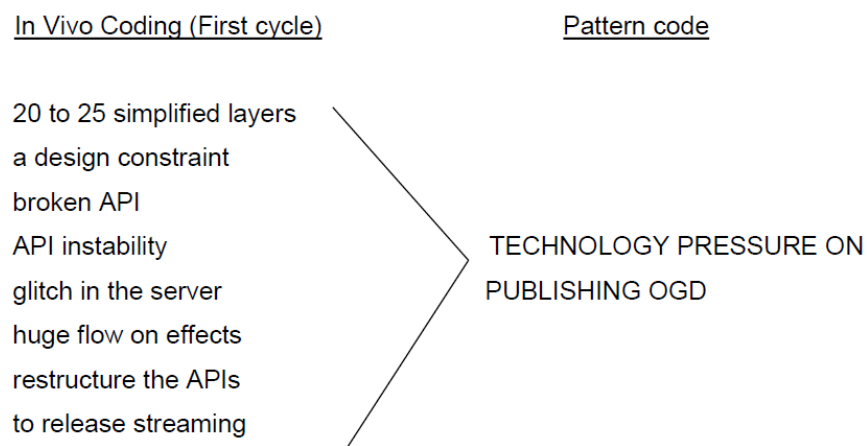 In Vivo Coding (First cycle)
Pattern code
20 to 25 simplified layers
a design constraint
broken API
API instability
glitch in the server
huge flow on effects
restructure the APIs
to release streaming
TECHNOLOGY PRESSURE ON
PUBLISHING OGD